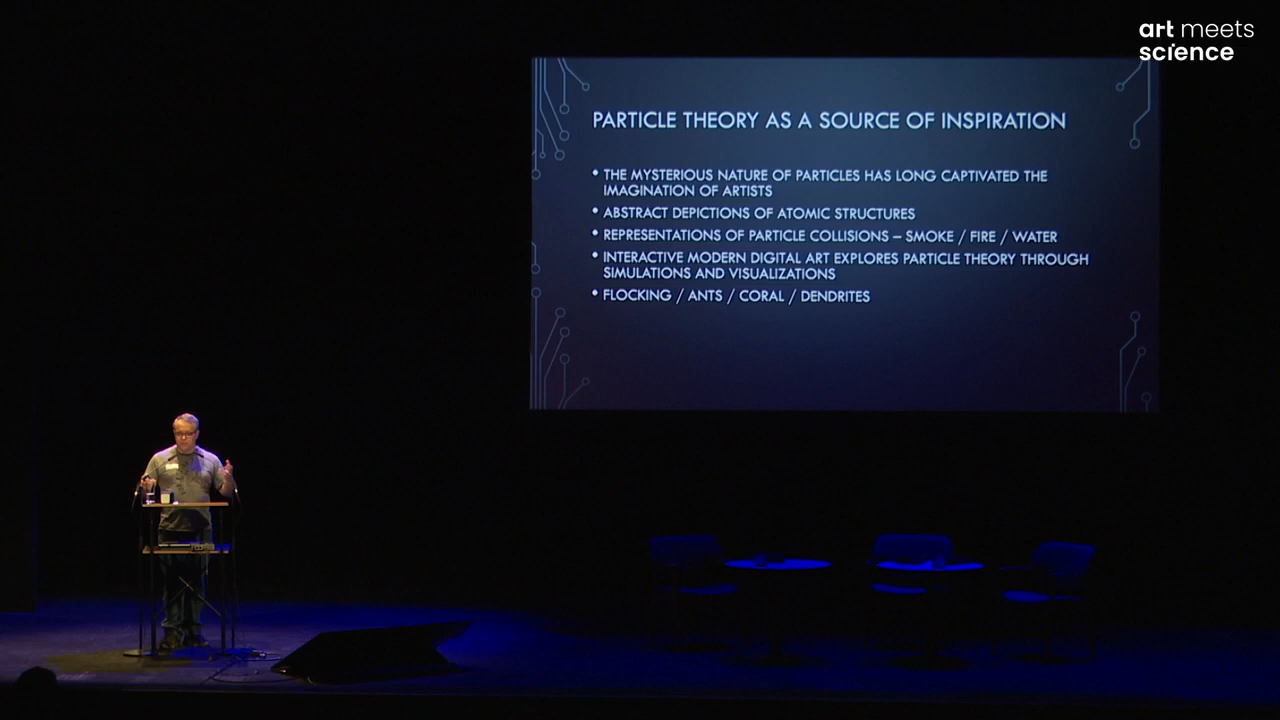 art meets
science
PARTICLE THEORY AS A SOURCE OF INSPIRATION
• THE MYSTERIOUS NATURE OF PARTICLES HAS LONG CAPTIVATED THE
IMAGINATION OF ARTISTS
• ABSTRACT DEPICTIONS OF ATOMIC STRUCTURES
• REPRESENTATIONS OF PARTICLE COLLISIONS – SMOKE / FIRE / WATER
• INTERACTIVE MODERN DIGITAL ART EXPLORES PARTICLE THEORY THROUGH
SIMULATIONS AND VISUALIZATIONS
• FLOCKING / ANTS / CORAL / DENDRITES